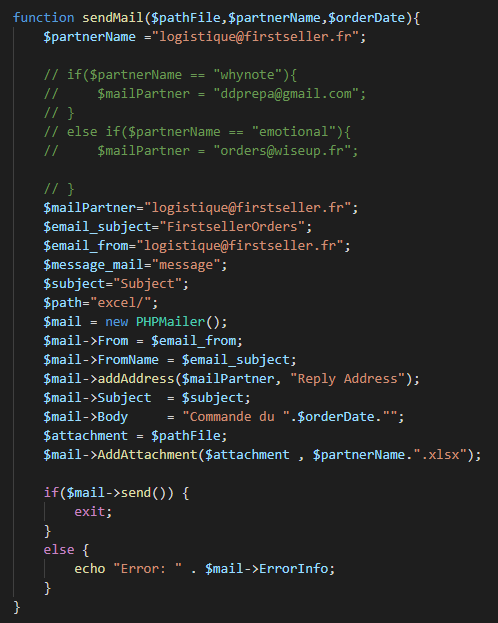 function sendMail($pathFile,$partnerName,$orderDate){
    $partnerName ="logistique@firstseller.fr";

    // if($partnerName == "whynote"){
    //     $mailPartner = "ddprepa@gmail.com";
    // }
    // else if($partnerName == "emotional"){
    //     $mailPartner = "orders@wiseup.fr";

    // }
    $mailPartner="logistique@firstseller.fr";
    $email_subject="FirstsellerOrders";
    $email_from="logistique@firstseller.fr";
    $message_mail="message";
    $subject="Subject";
    $path="excel/";
    $mail = new PHPMailer();
    $mail->From = $email_from;
    $mail->FromName = $email_subject;
    $mail->addAddress($mailPartner, "Reply Address");
    $mail->Subject  = $subject;
    $mail->Body     = "Commande du ".$orderDate."";
    $attachment = $pathFile;
    $mail->AddAttachment($attachment , $partnerName.".xlsx");

    if($mail->send()) {
        exit;
    }
    else {
        echo "Error: " . $mail->ErrorInfo;
    }
}